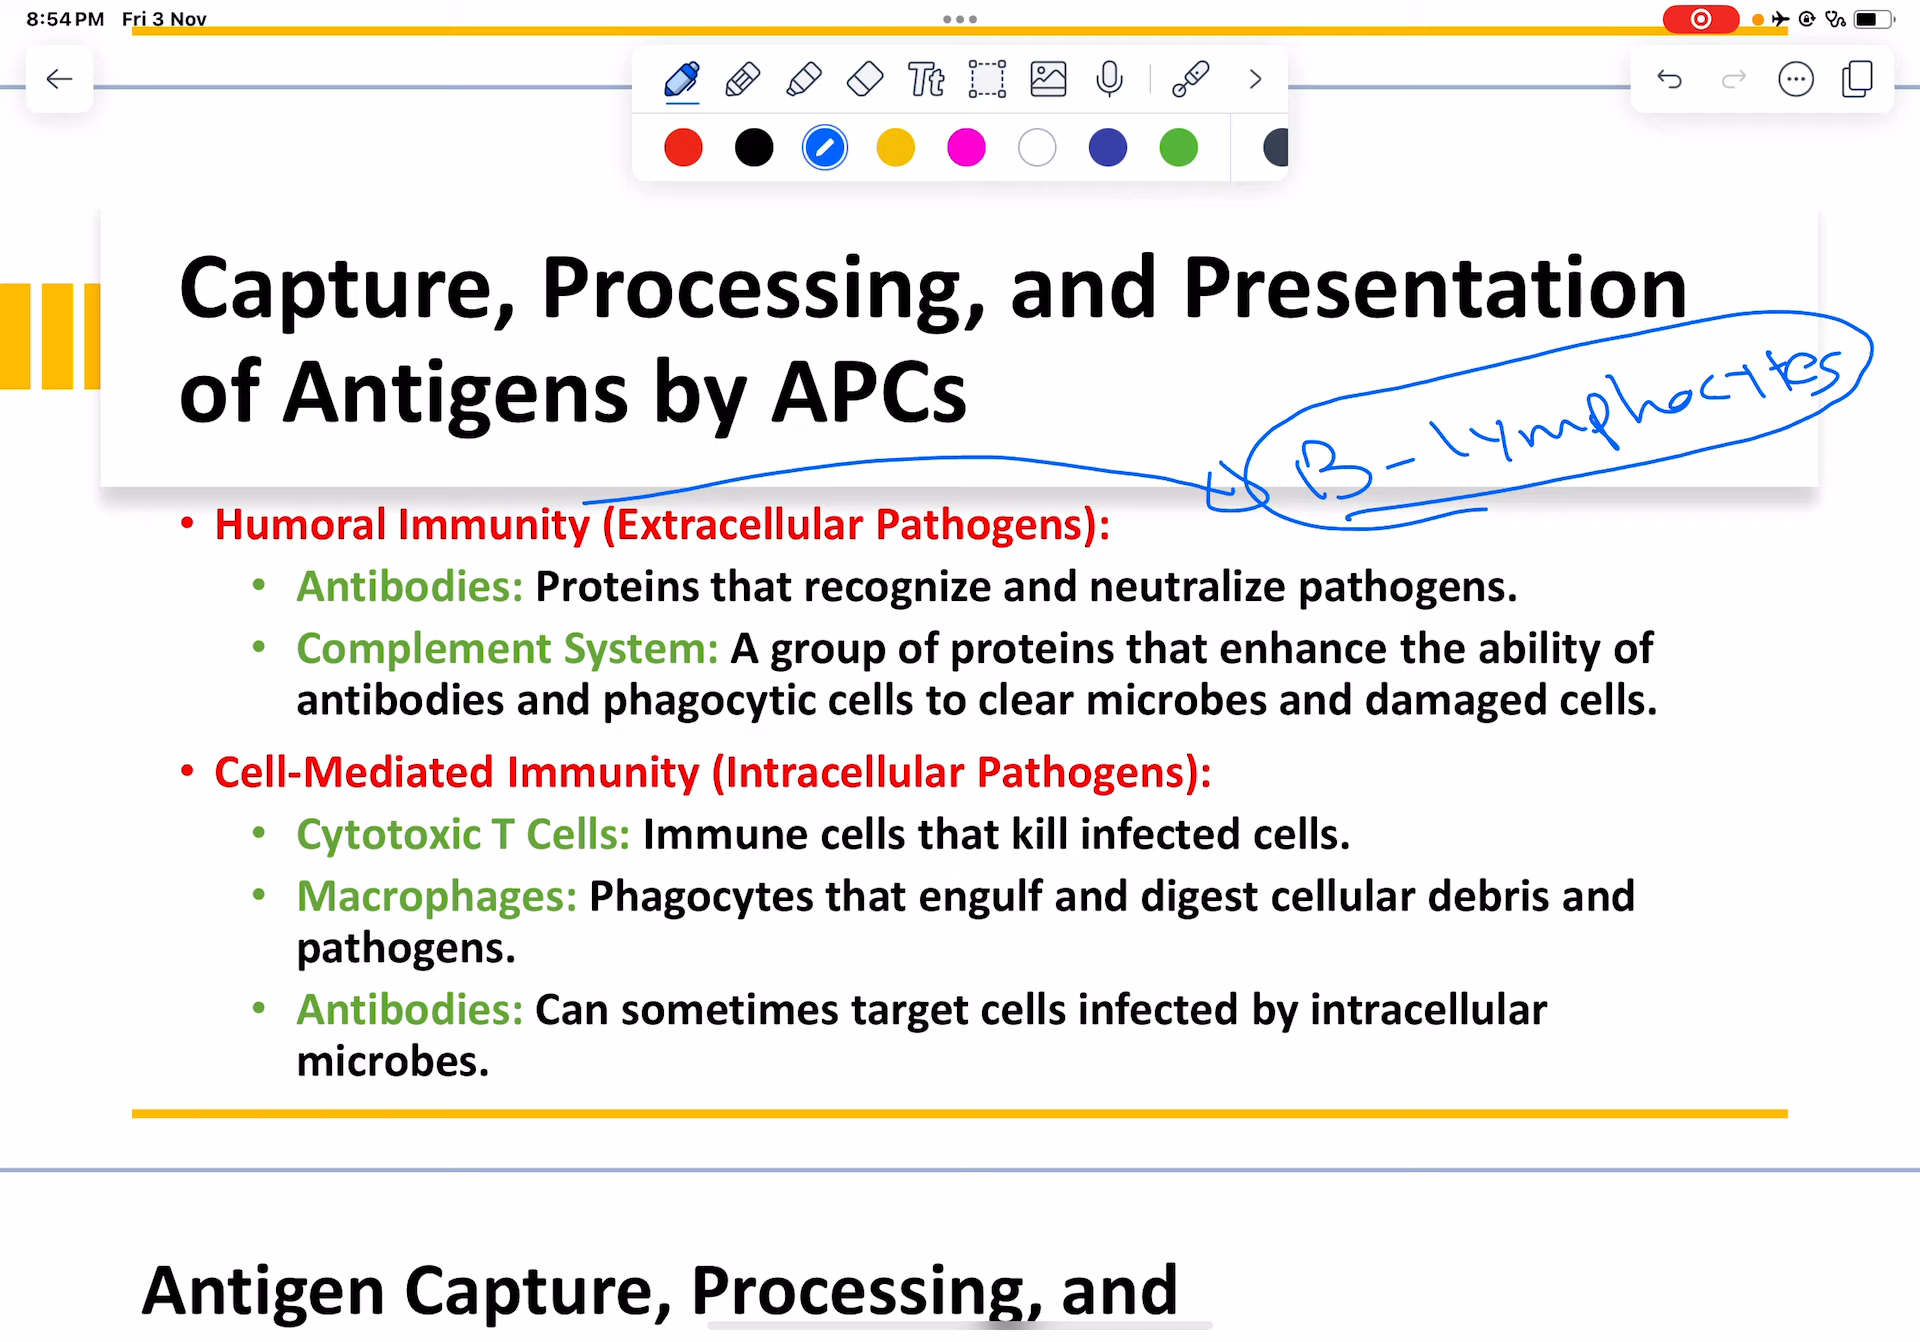 8:54 PM Fri 3 Nov
Tt
Capture, Processing, and Presentation
of Antigens by APCs
B-lymphocytes
• Humoral Immunity (Extracellular Pathogens):
• Antibodies: Proteins that recognize and neutralize pathogens.
• Complement System: A group of proteins that enhance the ability of
antibodies and phagocytic cells to clear microbes and damaged cells.
• Cell-Mediated Immunity (Intracellular Pathogens):
• Cytotoxic T Cells: Immune cells that kill infected cells.
• Macrophages: Phagocytes that engulf and digest cellular debris and
pathogens.
• Antibodies: Can sometimes target cells infected by intracellular
microbes.
Antigen Capture, Processing, and